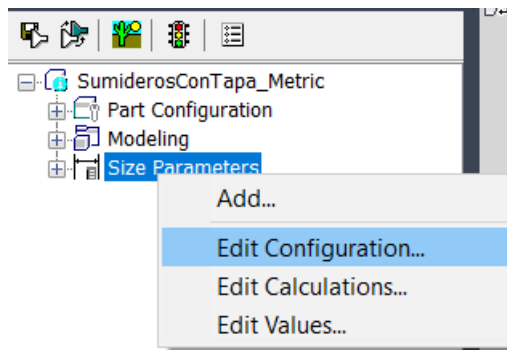 SumiderosConTapa_Metric
Part Configuration
Modeling
Size Parameters
Add...
Edit Configuration...
Edit Calculations...
Edit Values...